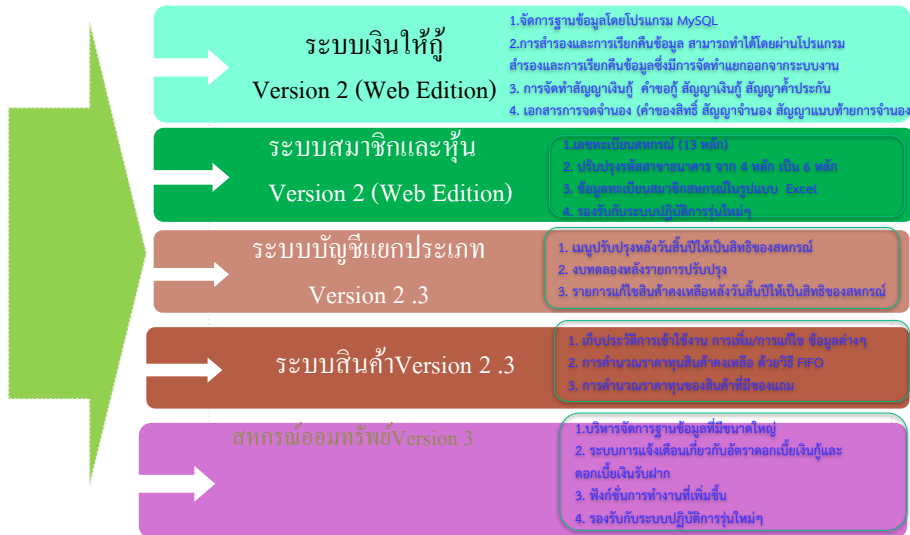 ระบบเงินให้กู้
Version 2 (Web Edition)
1.จัดการฐานข้อมูลโดยโปรแกรม MySQL
2.การสำรองและการเรียกคืนข้อมูล สามารถทำได้โดยผ่านโปรแกรม
สำรองและการเรียกคืนข้อมูลซึ่งมีการจัดทำแยกออกจากระบบงาน
3. การจัดทำสัญญาเงินกู้ คำขอกู้ สัญญาเงินกู้ สัญญาค้ำประกัน
4. เอกสารการจดจำนอง (คำของสิทธิ์ สัญญาจำนอง สัญญาแนบท้ายการจำนอง
ระบบสมาชิกและหุ้น
Version 2 (Web Edition)
1.เลขทะเบียนสหกรณ์ (13 หลัก)
2. ปรับปรุงรหัสสาขาธนาคาร จาก 4 หลัก เป็น 6 หลัก
3. ข้อมูลทะเบียนสมาชิกสหกรณ์ในรูปแบบ Excel
4. รองรับกับระบบปฏิบัติการรุ่นใหม่ๆ
ระบบบัญชีแยกประเภท
Version 2 .3
1. เมนูปรับปรุงหลังวันสิ้นปีให้เป็นสิทธิของสหกรณ์
2. งบทดลองหลังรายการปรับปรุง
3. รายการแก้ไขสินค้าคงเหลือหลังวันสิ้นปีให้เป็นสิทธิของสหกรณ์
ระบบสินค้าVersion 2 .3
1. เก็บประวัติการเข้าใช้งาน การเพิ่ม/การแก้ไข ข้อมูลต่างๆ
2. การคำนวณราคาทุนสินค้าคงเหลือ ด้วยวิธี FIFO
3. การคำนวณราคาทุนของสินค้าที่มีของแถม
สหกรณ์ออมทรัพย์Version 3
1.บริหารจัดการฐานข้อมูลที่มีขนาดใหญ่
2. ระบบการแจ้งเตือนเกี่ยวกับอัตราดอกเบี้ยเงินกู้และ
ดอกเบี้ยเงินรับฝาก
3. ฟังก์ชั่นการทำงานที่เพิ่มขึ้น
4. รองรับกับระบบปฏิบัติการรุ่นใหม่ๆ